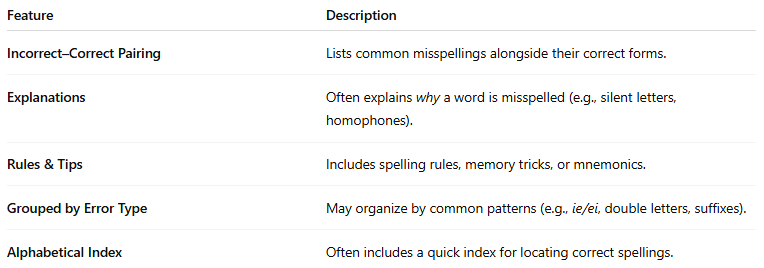 Feature Description
Incorrect–Correct Pairing Lists common misspellings alongside their correct forms.
Explanations Often explains why a word is misspelled (e.g., silent letters,
homophones).
Rules & Tips Includes spelling rules, memory tricks, or mnemonics.
Grouped by Error Type May organize by common patterns (e.g., ie/ei, double letters, suffixes).
Alphabetical Index Often includes a quick index for locating correct spellings.